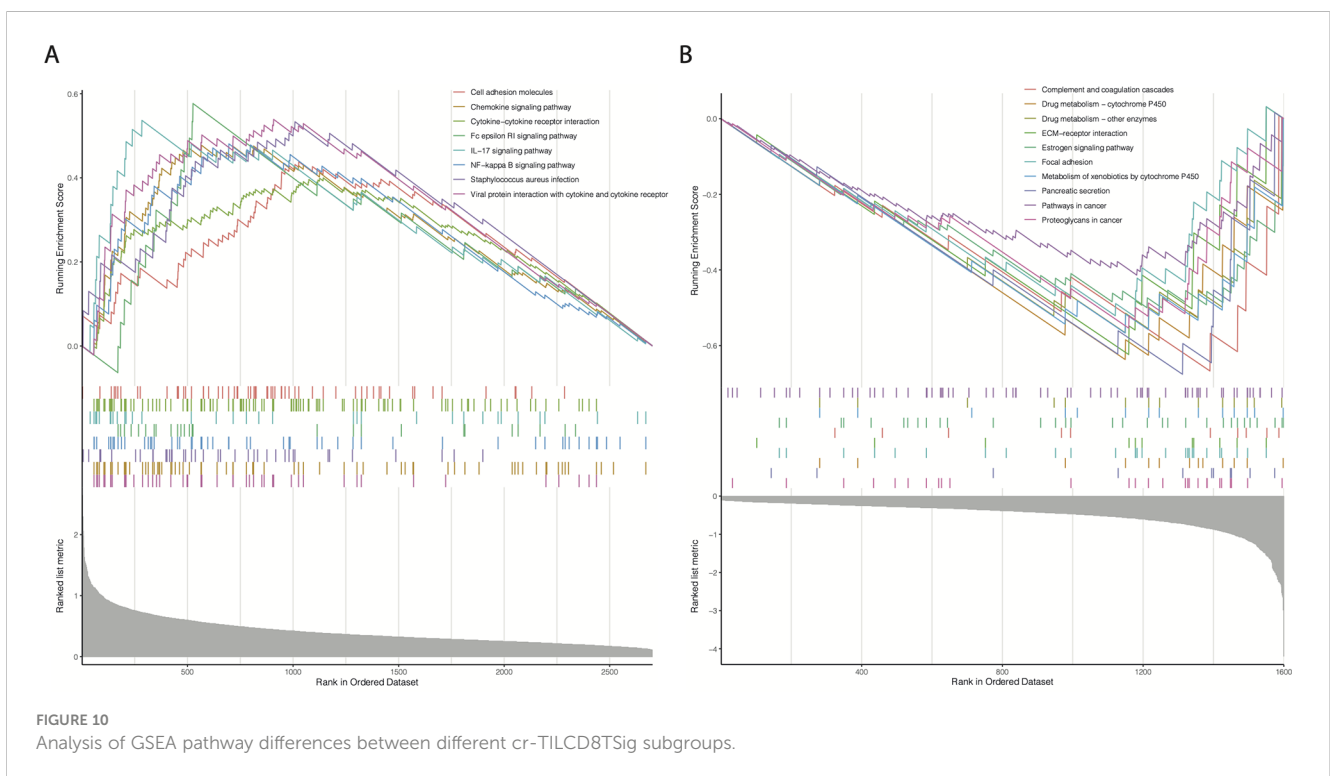 A
B
Cell adhesion molecules
Chemokine signaling pathway
Cytokine−cytokine receptor interaction
Fc epsilon RI signaling pathway
IL−17 signaling pathway
NF−kappa B signaling pathway
Staphylococcus aureus infection
Viral protein interaction with cytokine and cytokine receptor
0.6
0.4
0.2
0.0
Running Enrichment Score
2
1
0
Ranked list metric
500
1000
1500
2000
2500
Rank in Ordered Dataset
Complement and coagulation cascades
Drug metabolism − cytochrome P450
Drug metabolism − other enzymes
ECM−receptor interaction
Estrogen signaling pathway
Focal adhesion
Metabolism of xenobiotics by cytochrome P450
Pancreatic secretion
Pathways in cancer
Proteoglycans in cancer
0.0
−0.2
−0.4
−0.6
Running Enrichment Score
0
−1
−2
−3
−4
Ranked list metric
400
800
1200
1600
Rank in Ordered Dataset
FIGURE 10
Analysis of GSEA pathway differences between different cr-TILCD8TSig subgroups.